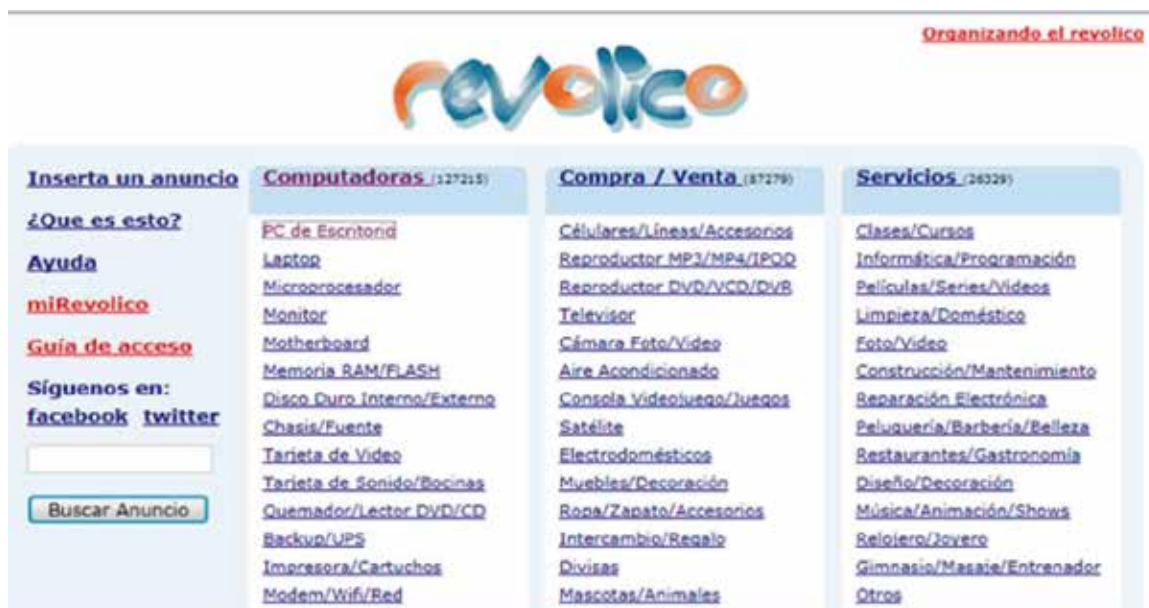 Organizando el revolico
revolico
Inserta un anuncio
¿Que es esto?
Ayuda
miRevolico
Guía de acceso
Síguenos en:
facebook twitter
Buscar Anuncio
Computadoras (127215)
PC de Escritorio
Laptop
Microprocesador
Monitor
Motherboard
Memoria RAM/FLASH
Disco Duro Interno/Externo
Chasis/Fuente
Tarjeta de Video
Tarjeta de Sonido/Bocinas
Quemador/Lector DVD/CD
Backup/UPS
Impresora/Cartuchos
Modem/Wifi/Red
Compra / Venta (87279)
Célulares/Líneas/Accesorios
Reproductor MP3/MP4/IPOD
Reproductor DVD/VCD/DVR
Televisor
Cámara Foto/Video
Aire Acondicionado
Consola Videojuego/Juegos
Satélite
Electrodomésticos
Muebles/Decoración
Ropa/Zapato/Accesorios
Intercambio/Regalo
Divisas
Mascotas/Animales
Servicios (26329)
Clases/Cursos
Informática/Programación
Películas/Series/Videos
Limpieza/Doméstico
Foto/Video
Construcción/Mantenimiento
Reparación Electrónica
Peluquería/Barbería/Belleza
Restaurantes/Gastronomía
Diseño/Decoración
Música/Animación/Shows
Relojero/Joyero
Gimnasio/Masaje/Entrenador
Otros